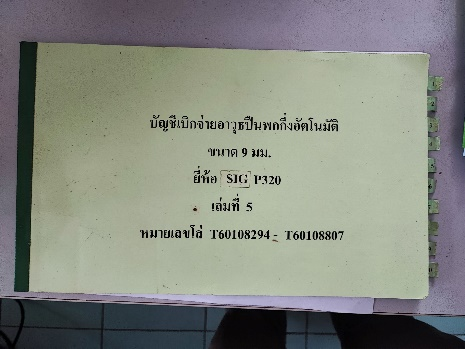 บัญชีเบิกจ่ายอาวุธปืนพกกึ่งอัตโนมัติ
ขนาด 9 มม.
ยี่ห้อ SIG P320
เล่มที่ 5
หมายเลขโล่ T60108294 - T60108807